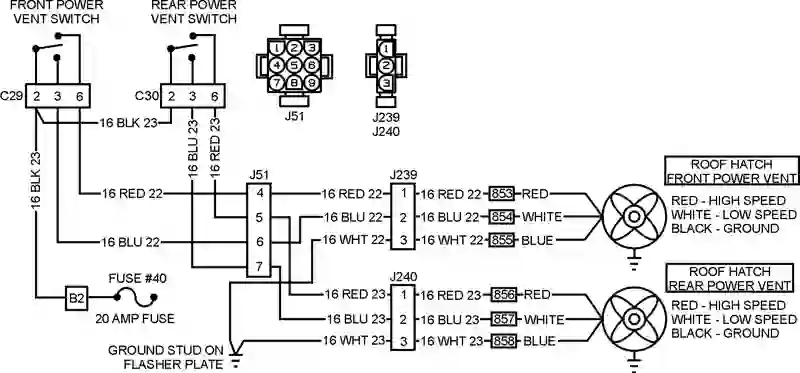 FRONT POWER
VENT SWITCH
REAR POWER
VENT SWITCH
1 2 3
4 5 6
7 8 9
J51
1
2
3
J239
J240
C29 2 3 6
C30 2 3 6
16 BLK 23
16 BLK 23
16 BLU 23
16 RED 23
J51
J239
16 RED 22 4 16 RED 22 1 16 RED 22 853 RED
5 16 BLU 22 2 16 BLU 22 854 WHITE
16 BLU 22 6 16 WHT 22 3 16 WHT 22 855 BLUE
7
ROOF HATCH
FRONT POWER VENT
RED - HIGH SPEED
WHITE - LOW SPEED
BLACK - GROUND
J240
16 RED 23 1 16 RED 23 856 RED
16 BLU 23 2 16 BLU 23 857 WHITE
16 WHT 23 3 16 WHT 23 858 BLUE
ROOF HATCH
REAR POWER VENT
RED - HIGH SPEED
WHITE - LOW SPEED
BLACK - GROUND
FUSE #40
B2
20 AMP FUSE
GROUND STUD ON
FLASHER PLATE